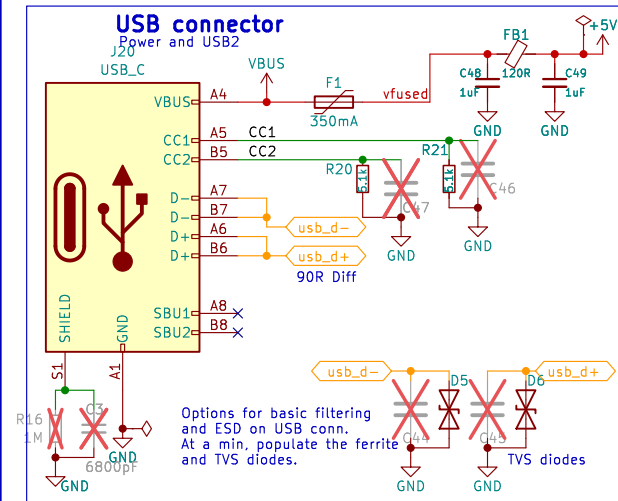 USB connector
Power and USB2
J20
USB_C
VBUS
F1
350mA
vfused
FB1
120R
+5V
C48
1uF
C49
1uF
GND
GND
VBUS A4
CC1 A5 CC1
CC2 B5 CC2
R20
5.1k
C47
R21
5.1k
C46
GND
GND
D- A7
D- B7
D+ A6
D+ B6
usb_d-
usb_d+
90R Diff
SBU1 A8
SBU2 B8
SHIELD
GND
S1
A1
R16
1M
C3
6800pF
GND
GND
Options for basic filtering
and ESD on USB conn.
At a min, populate the ferrite
and TVS diodes.
usb_d-
D5
C44
usb_d+
D6
C45
TVS diodes
GND
GND